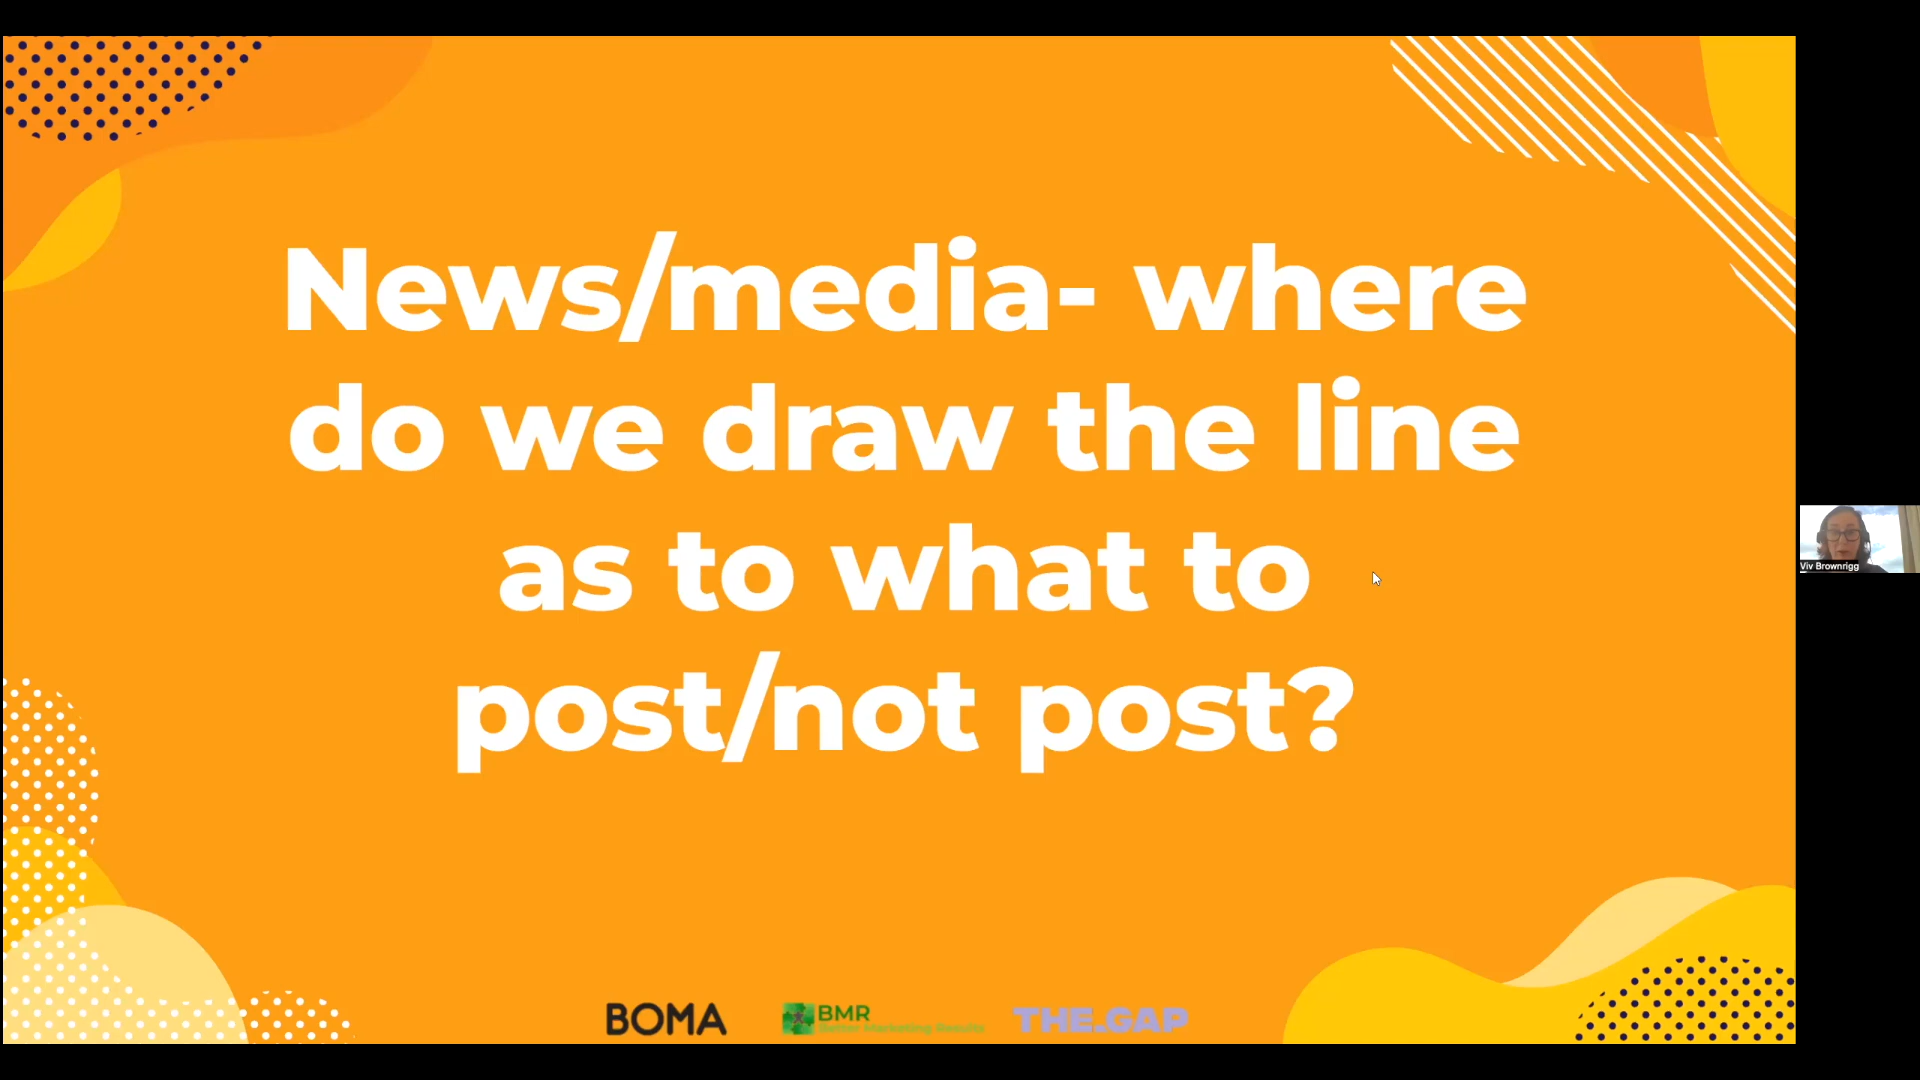 News/media- where
do we draw the line
as to what to
post/not post?
Viv Brownrigg
BOMA
BMR
Better Marketing Results
THE.GAP